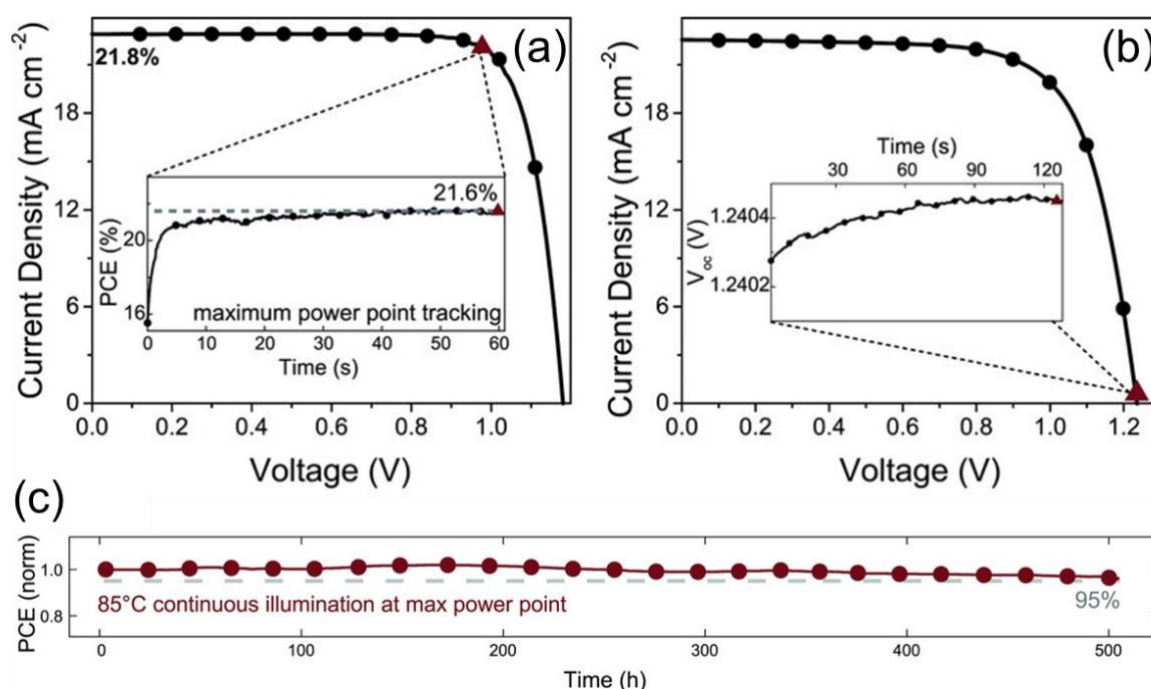 (a)
21.8%
Current Density (mA cm⁻²)
18
12
6
0
0.0 0.2 0.4 0.6 0.8 1.0
Voltage (V)
21.6%
PCE (%)
20
16
maximum power point tracking
0 10 20 30 40 50 60
Time (s)
(b)
Current Density (mA cm⁻²)
18
12
6
0
0.0 0.2 0.4 0.6 0.8 1.0 1.2
Voltage (V)
Time (s)
30 60 90 120
V_oc (V)
1.2404
1.2402
(c)
PCE (norm)
1.0
0.8
85°C continuous illumination at max power point
95%
0 100 200 300 400 500
Time (h)